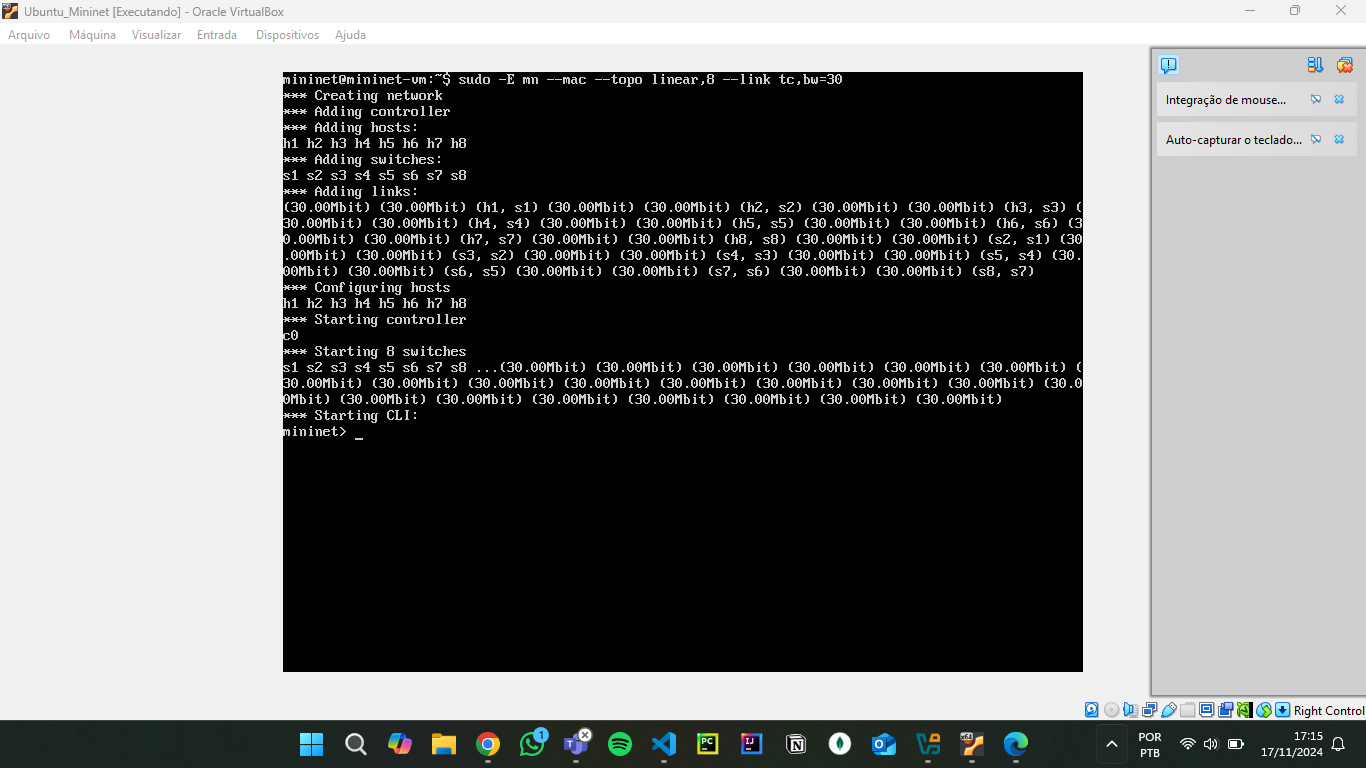 Ubuntu_Mininet [Executando] - Oracle VirtualBox
Arquivo Máquina Visualizar Entrada Dispositivos Ajuda
mininet@mininet-vm:~$ sudo -E mn --mac --topo linear,8 --link tc,bw=30
*** Creating network
*** Adding controller
*** Adding hosts:
h1 h2 h3 h4 h5 h6 h7 h8
*** Adding switches:
s1 s2 s3 s4 s5 s6 s7 s8
*** Adding links:
(30.00Mbit) (30.00Mbit) (h1, s1) (30.00Mbit) (30.00Mbit) (h2, s2) (30.00Mbit) (30.00Mbit) (h3, s3) (
30.00Mbit) (30.00Mbit) (h4, s4) (30.00Mbit) (30.00Mbit) (h5, s5) (30.00Mbit) (30.00Mbit) (h6, s6) (3
0.00Mbit) (30.00Mbit) (h7, s7) (30.00Mbit) (30.00Mbit) (h8, s8) (30.00Mbit) (30.00Mbit) (s2, s1) (30
.00Mbit) (30.00Mbit) (s3, s2) (30.00Mbit) (30.00Mbit) (s4, s3) (30.00Mbit) (30.00Mbit) (s5, s4) (30.
00Mbit) (30.00Mbit) (s6, s5) (30.00Mbit) (30.00Mbit) (s7, s6) (30.00Mbit) (30.00Mbit) (s8, s7)
*** Configuring hosts
h1 h2 h3 h4 h5 h6 h7 h8
*** Starting controller
c0
*** Starting 8 switches
s1 s2 s3 s4 s5 s6 s7 s8 ...(30.00Mbit) (30.00Mbit) (30.00Mbit) (30.00Mbit) (30.00Mbit) (30.00Mbit) (
30.00Mbit) (30.00Mbit) (30.00Mbit) (30.00Mbit) (30.00Mbit) (30.00Mbit) (30.00Mbit) (30.00Mbit) (30.0
0Mbit) (30.00Mbit) (30.00Mbit) (30.00Mbit) (30.00Mbit) (30.00Mbit) (30.00Mbit) (30.00Mbit)
*** Starting CLI:
mininet> _
Integração de mouse...
Auto-capturar o teclado...
Right Control
1
PC
IJ
POR
PTB
17:15
17/11/2024